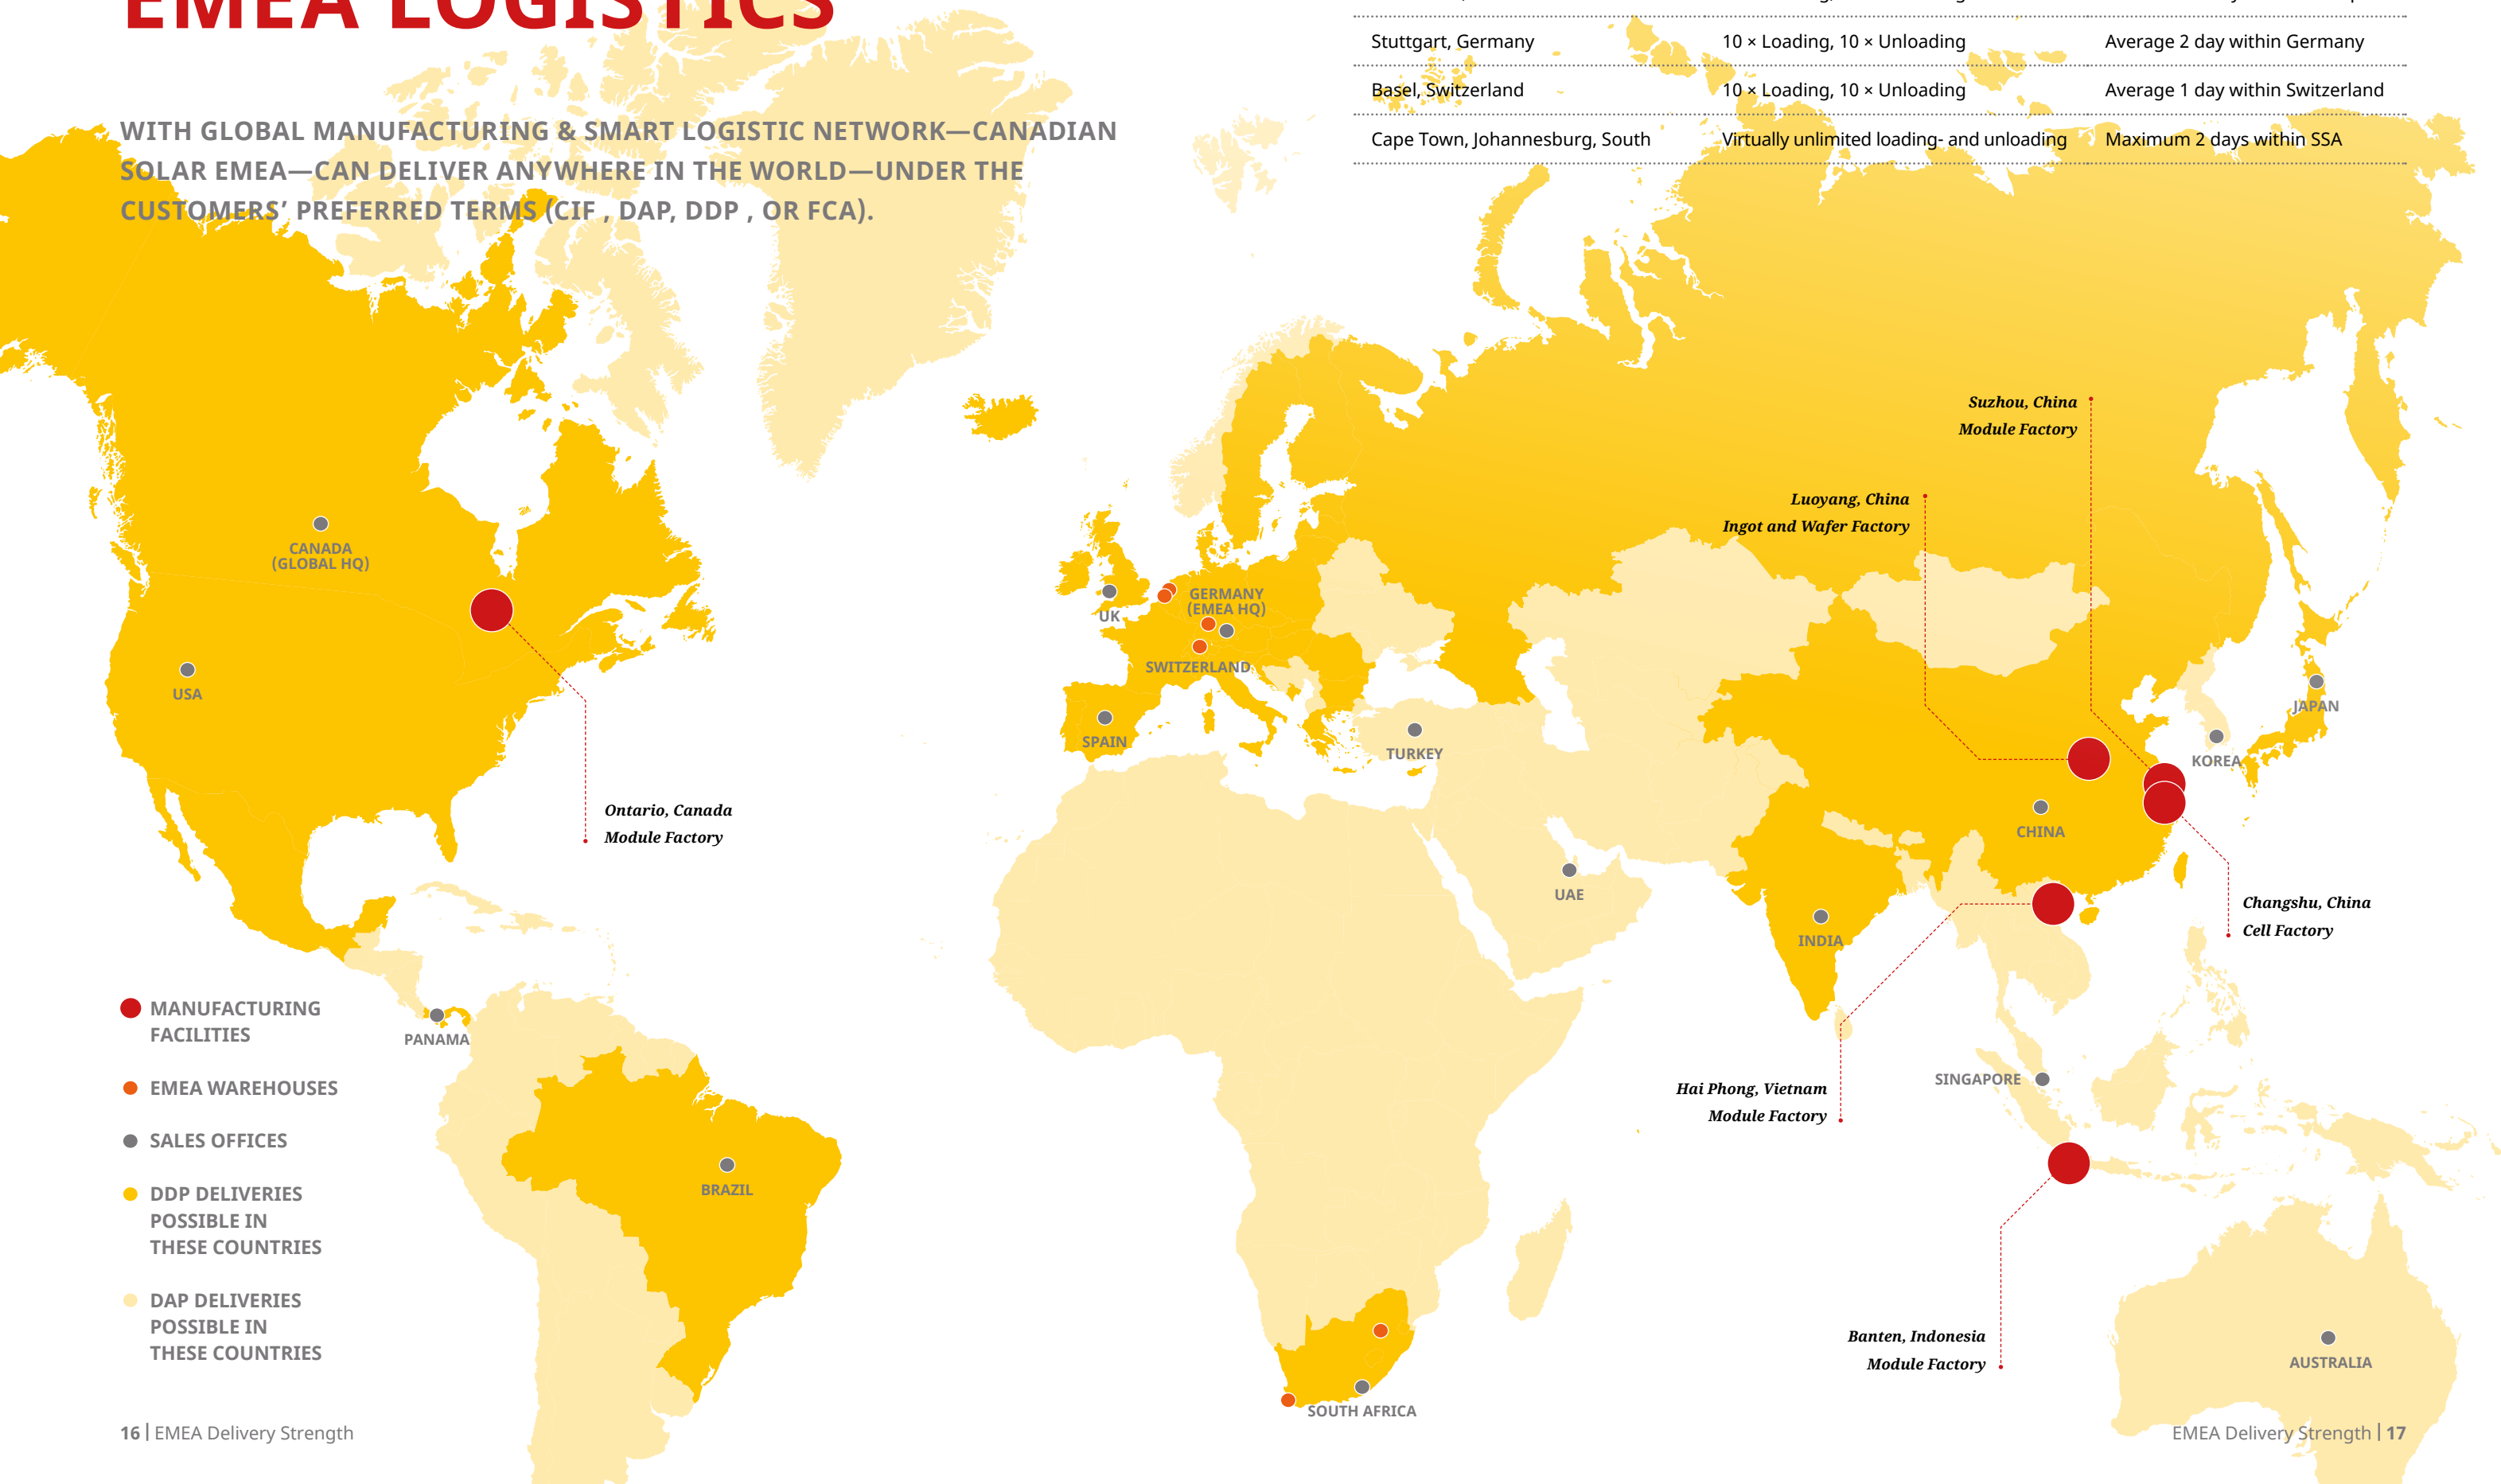 EMEA LOGISTICS
WITH GLOBAL MANUFACTURING & SMART LOGISTIC NETWORK—CANADIAN
SOLAR EMEA—CAN DELIVER ANYWHERE IN THE WORLD—UNDER THE
CUSTOMERS’ PREFERRED TERMS (CIF , DAP, DDP , OR FCA).
Stuttgart, Germany 10 × Loading, 10 × Unloading Average 2 day within Germany
Basel, Switzerland 10 × Loading, 10 × Unloading Average 1 day within Switzerland
Cape Town, Johannesburg, South Virtually unlimited loading- and unloading Maximum 2 days within SSA
Suzhou, China
Module Factory
Luoyang, China
Ingot and Wafer Factory
CANADA
(GLOBAL HQ)
USA
Ontario, Canada
Module Factory
UK
GERMANY
(EMEA HQ)
SWITZERLAND
SPAIN
TURKEY
JAPAN
KOREA
CHINA
UAE
INDIA
Changshu, China
Cell Factory
PANAMA
BRAZIL
Hai Phong, Vietnam
Module Factory
SINGAPORE
Banten, Indonesia
Module Factory
AUSTRALIA
SOUTH AFRICA
MANUFACTURING
FACILITIES
EMEA WAREHOUSES
SALES OFFICES
DDP DELIVERIES
POSSIBLE IN
THESE COUNTRIES
DAP DELIVERIES
POSSIBLE IN
THESE COUNTRIES
16 | EMEA Delivery Strength
EMEA Delivery Strength | 17